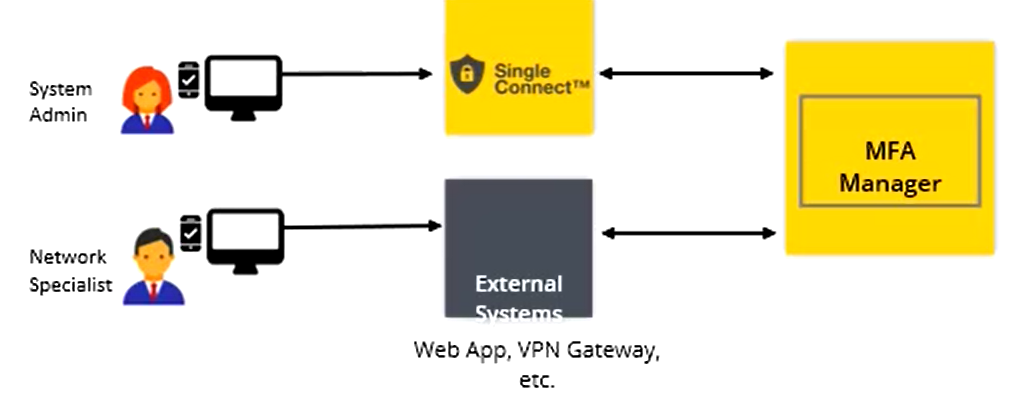 System
Admin
Single
Connect™
MFA
Manager
Network
Specialist
External
Systems
Web App, VPN Gateway,
etc.